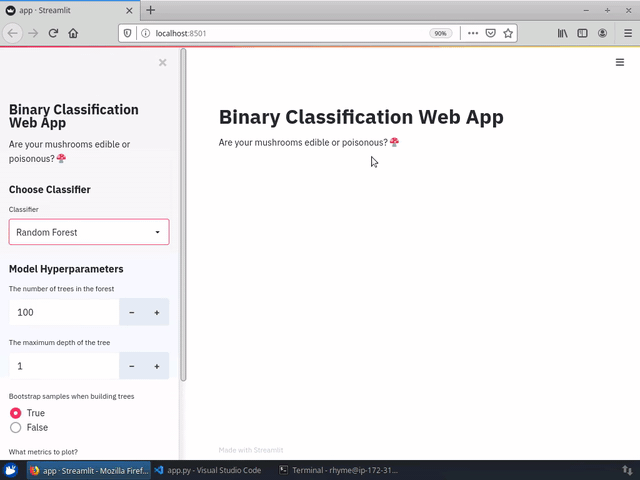 app · Streamlit
localhost:8501
90%
Binary Classification
Web App
Are your mushrooms edible or
poisonous? 🍄
Choose Classifier
Classifier
Random Forest
Model Hyperparameters
The number of trees in the forest
100
The maximum depth of the tree
1
Bootstrap samples when building trees
True
False
What metrics to plot?
Binary Classification Web App
Are your mushrooms edible or poisonous? 🍄
Made with Streamlit
app · Streamlit - Mozilla Firef...
app.py - Visual Studio Code
Terminal - rhyme@ip-172-31...